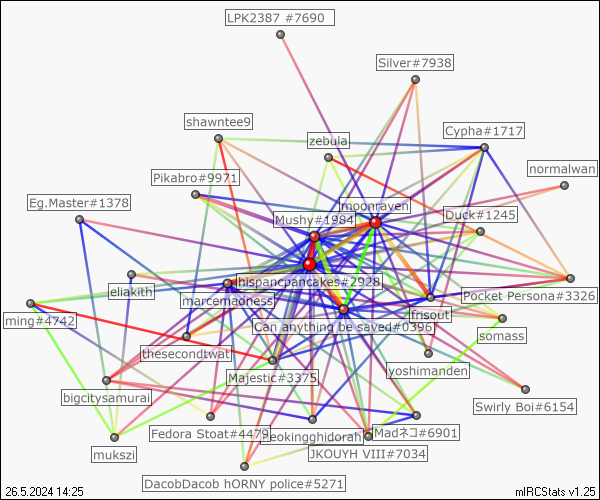 LPK2387 #7690
Silver#7938
shawntee9
Cypha#1717
zebula
normalwan
Pikabro#9971
Eg.Master#1378
moonraven
Mushy#1984
Duck#1245
hispancpancakes#2928
eliakith
marcemadness
Pocket Persona#3326
frisout
ming#4742
Can anything be saved#0396
somass
thesecondtwat
yoshimanden
Majestic#3375
bigcitysamurai
Swirly Boi#6154
Fedora Stoat#4479
eokingghidorah
Madネコ#6901
mukszi
JKOUYH VIII#7034
DacobDacob hORNY police#5271
26.5.2024 14:25
mIRCStats v1.25